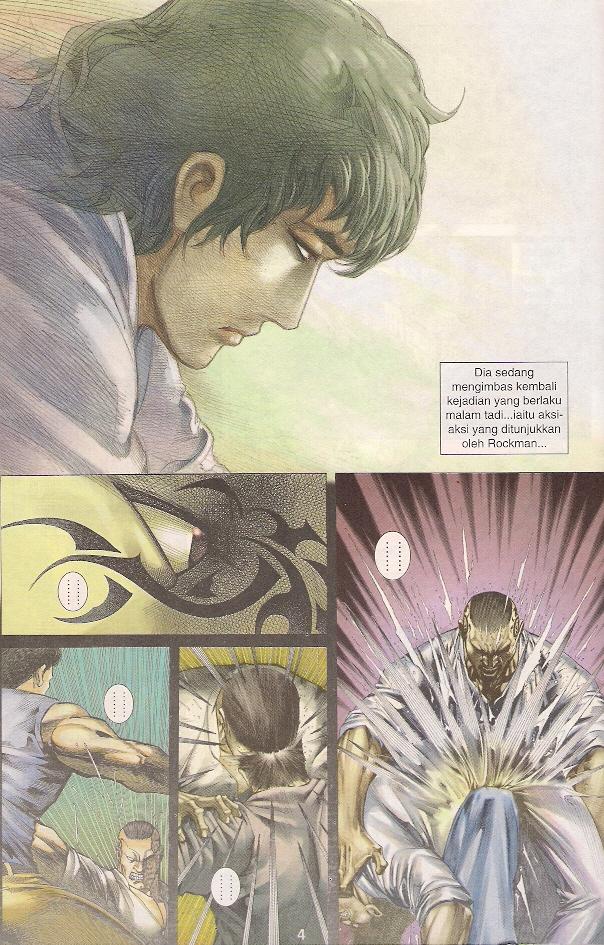 Dia sedang
mengimbas kembali
kejadian yang berlaku
malam tadi...iaitu aksi-
aksi yang ditunjukkan
oleh Rockman...
4